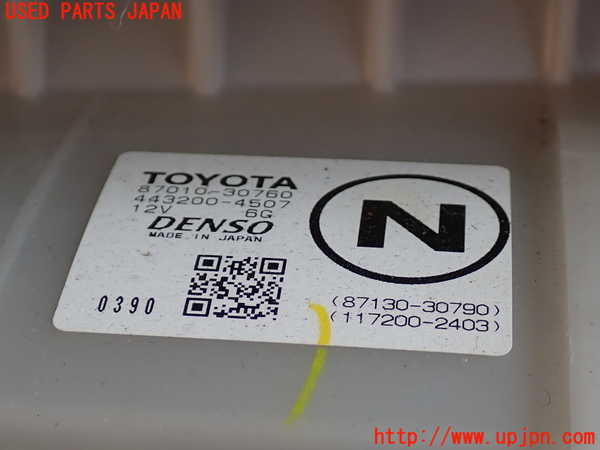 USED PARTS JAPAN
TOYOTA
87010-30760
443200-4507
12V 6G
DENSO
MADE IN JAPAN
N
0390
(87130-30790)
(117200-2403)
http://www.upjpn.com/